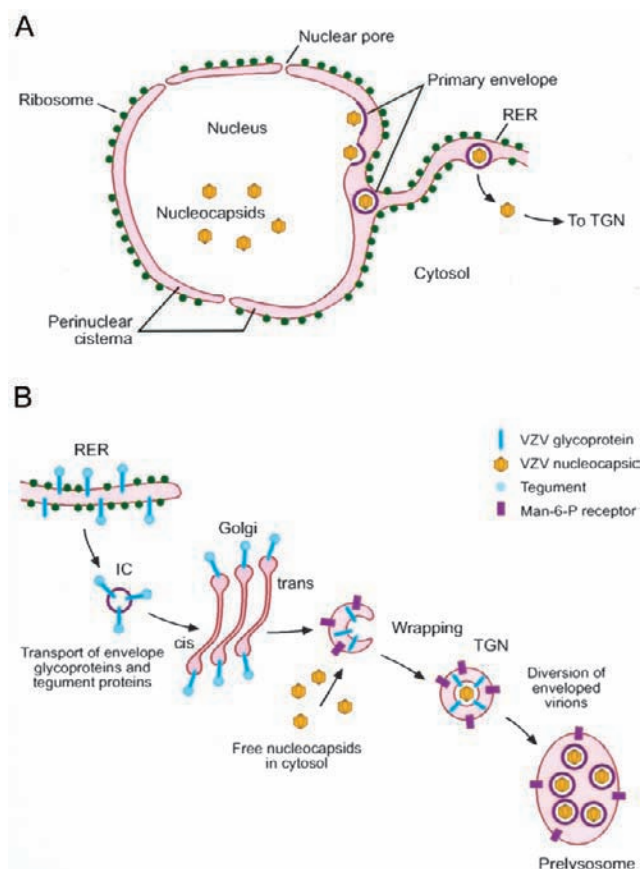 A
Nuclear pore
Ribosome
Primary envelope
Nucleus
RER
Nucleocapsids
To TGN
Cytosol
Perinuclear
cisterna
B
VZV glycoprotein
RER
VZV nucleocapsic
Tegument
Man-6-P receptor
Golgi
IC
trans
Wrapping
TGN
cis
Transport of envelope
glycoproteins and
tegument proteins
Diversion of
enveloped
virions
Free nucleocapsids
in cytosol
Prelysosome